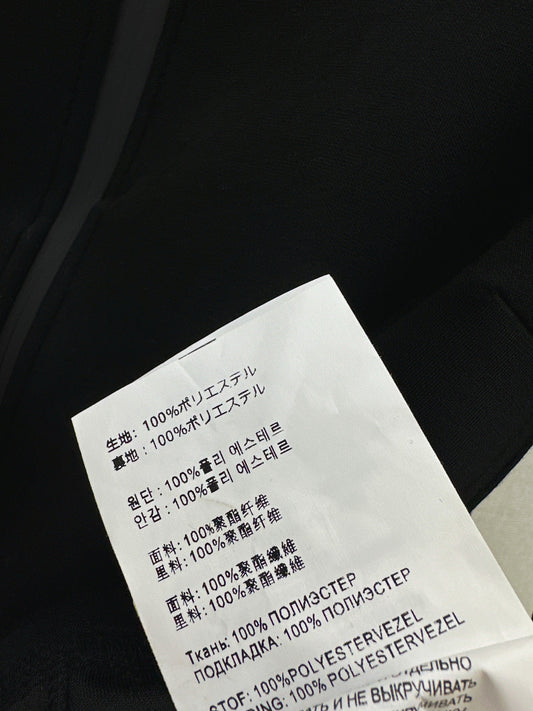 生地: 100%ポリエステル
裏地: 100%ポリエステル
원단: 100%폴리 에스테르
안감: 100%폴리 에스테르
面料: 100%聚酯纤维
里料: 100%聚酯纤维
面料: 100%聚酯纖維
里料: 100%聚酯纖維
Ткань: 100% ПОЛИЭСТЕР
ПОДКЛАДКА: 100% ПОЛИЭСТЕР
STOF: 100%POLYESTERVEZEL
RING: 100% POLYESTERVEZEL
ОТДЕЛЬНО
И НЕ ВЫКРУЧИВАТЬ